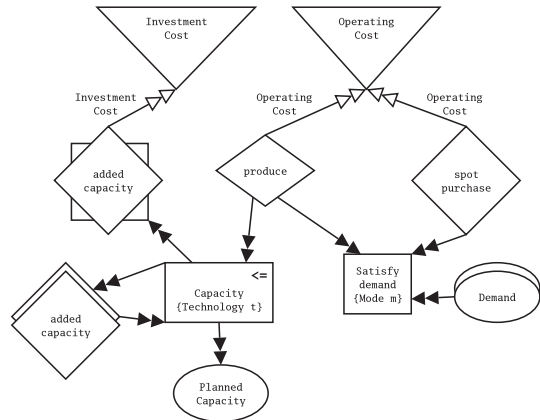 Investment
Cost
Operating
Cost
Investment
Cost
Operating
Cost
Operating
Cost
added
capacity
produce
spot
purchase
<=
Capacity
{Technology t}
Satisfy
demand
{Mode m}
Demand
added
capacity
Planned
Capacity